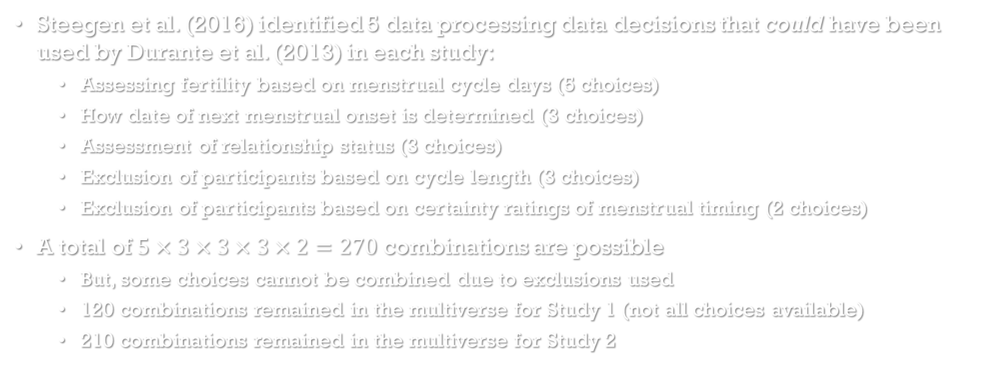 • Steegen et al. (2016) identified 5 data processing data decisions that could have been
used by Durante et al. (2013) in each study:
• Assessing fertility based on menstrual cycle days (5 choices)
• How date of next menstrual onset is determined (3 choices)
• Assessment of relationship status (3 choices)
• Exclusion of participants based on cycle length (3 choices)
• Exclusion of participants based on certainty ratings of menstrual timing (2 choices)
• A total of 5 × 3 × 3 × 3 × 2 = 270 combinations are possible
• But, some choices cannot be combined due to exclusions used
• 120 combinations remained in the multiverse for Study 1 (not all choices available)
• 210 combinations remained in the multiverse for Study 2